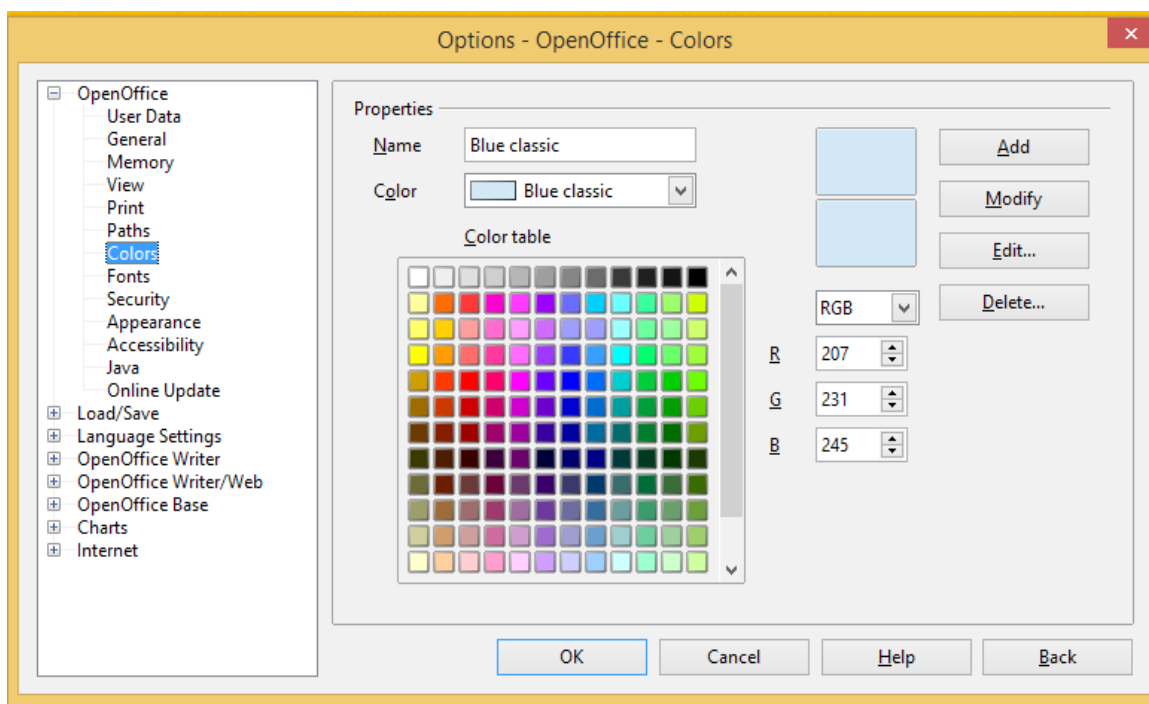 Options - OpenOffice - Colors
OpenOffice
User Data
General
Memory
View
Print
Paths
Colors
Fonts
Security
Appearance
Accessibility
Java
Online Update
Load/Save
Language Settings
OpenOffice Writer
OpenOffice Writer/Web
OpenOffice Base
Charts
Internet
Properties
Name Blue classic
Color Blue classic
Color table
Add
Modify
Edit...
Delete...
RGB
R 207
G 231
B 245
OK Cancel Help Back